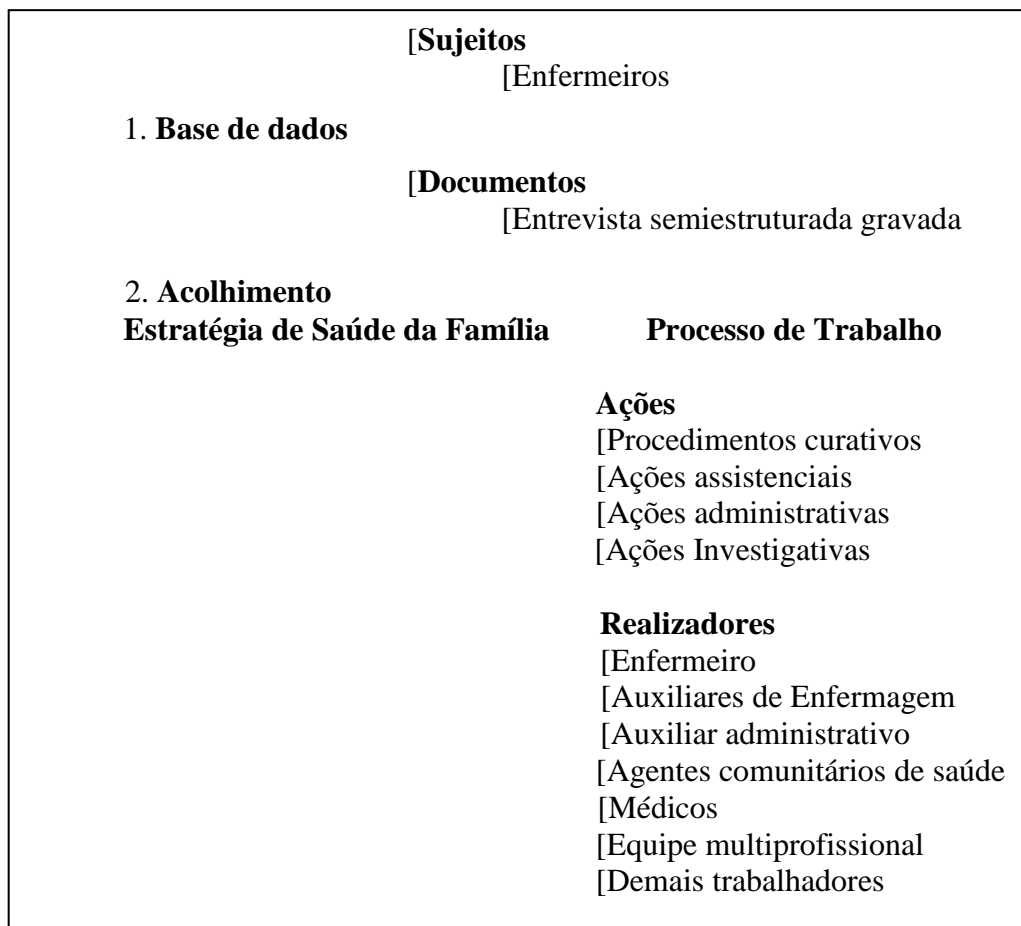 [Sujeitos
[Enfermeiros
1. Base de dados
[Documentos
[Entrevista semiestruturada gravada
2. Acolhimento
Estratégia de Saúde da Família Processo de Trabalho
Ações
[Procedimentos curativos
[Ações assistenciais
[Ações administrativas
[Ações Investigativas
Realizadores
[Enfermeiro
[Auxiliares de Enfermagem
[Auxiliar administrativo
[Agentes comunitários de saúde
[Médicos
[Equipe multiprofissional
[Demais trabalhadores